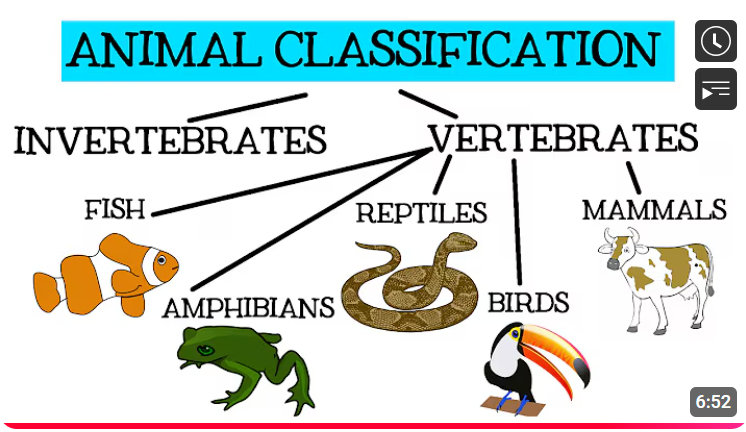 ANIMAL CLASSIFICATION
INVERTEBRATES
VERTEBRATES
FISH
REPTILES
MAMMALS
AMPHIBIANS
BIRDS
6:52